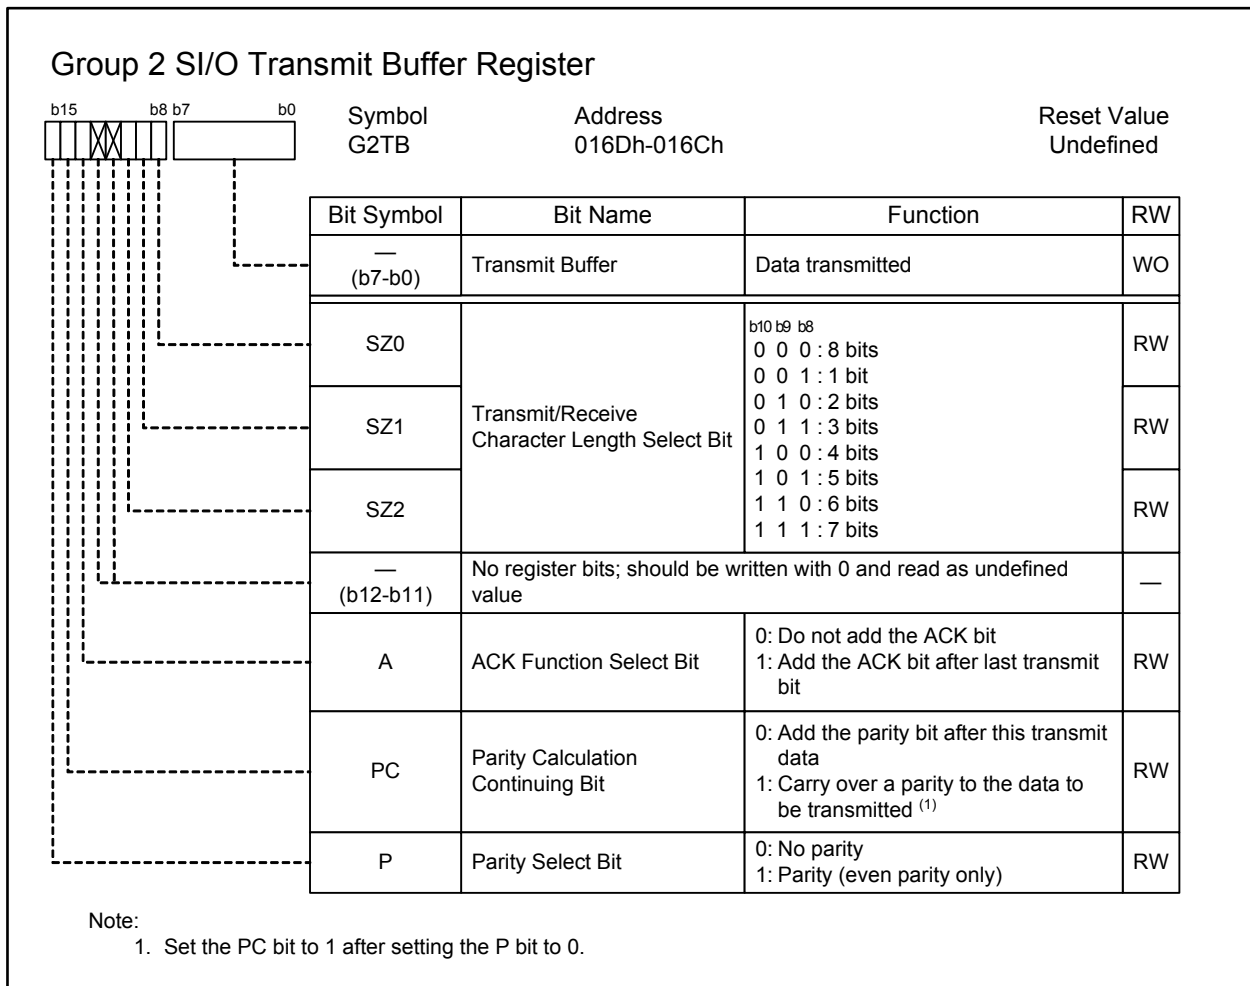 Group 2 SI/O Transmit Buffer Register
b15 b8 b7 b0
Symbol Address Reset Value
G2TB 016Dh-016Ch Undefined
Bit Symbol Bit Name Function RW
— (b7-b0) Transmit Buffer Data transmitted WO
b10 b9 b8
SZ0 0 0 0 : 8 bits RW
0 0 1 : 1 bit
0 1 0 : 2 bits
SZ1 Transmit/Receive Character Length Select Bit 0 1 1 : 3 bits RW
1 0 0 : 4 bits
1 0 1 : 5 bits
SZ2 1 1 0 : 6 bits RW
1 1 1 : 7 bits
— No register bits; should be written with 0 and read as undefined —
(b12-b11) value
0: Do not add the ACK bit
A ACK Function Select Bit 1: Add the ACK bit after last transmit RW
bit
0: Add the parity bit after this transmit
Parity Calculation data
PC Continuing Bit 1: Carry over a parity to the data to RW
be transmitted (1)
P Parity Select Bit 0: No parity RW
1: Parity (even parity only)
Note:
1. Set the PC bit to 1 after setting the P bit to 0.